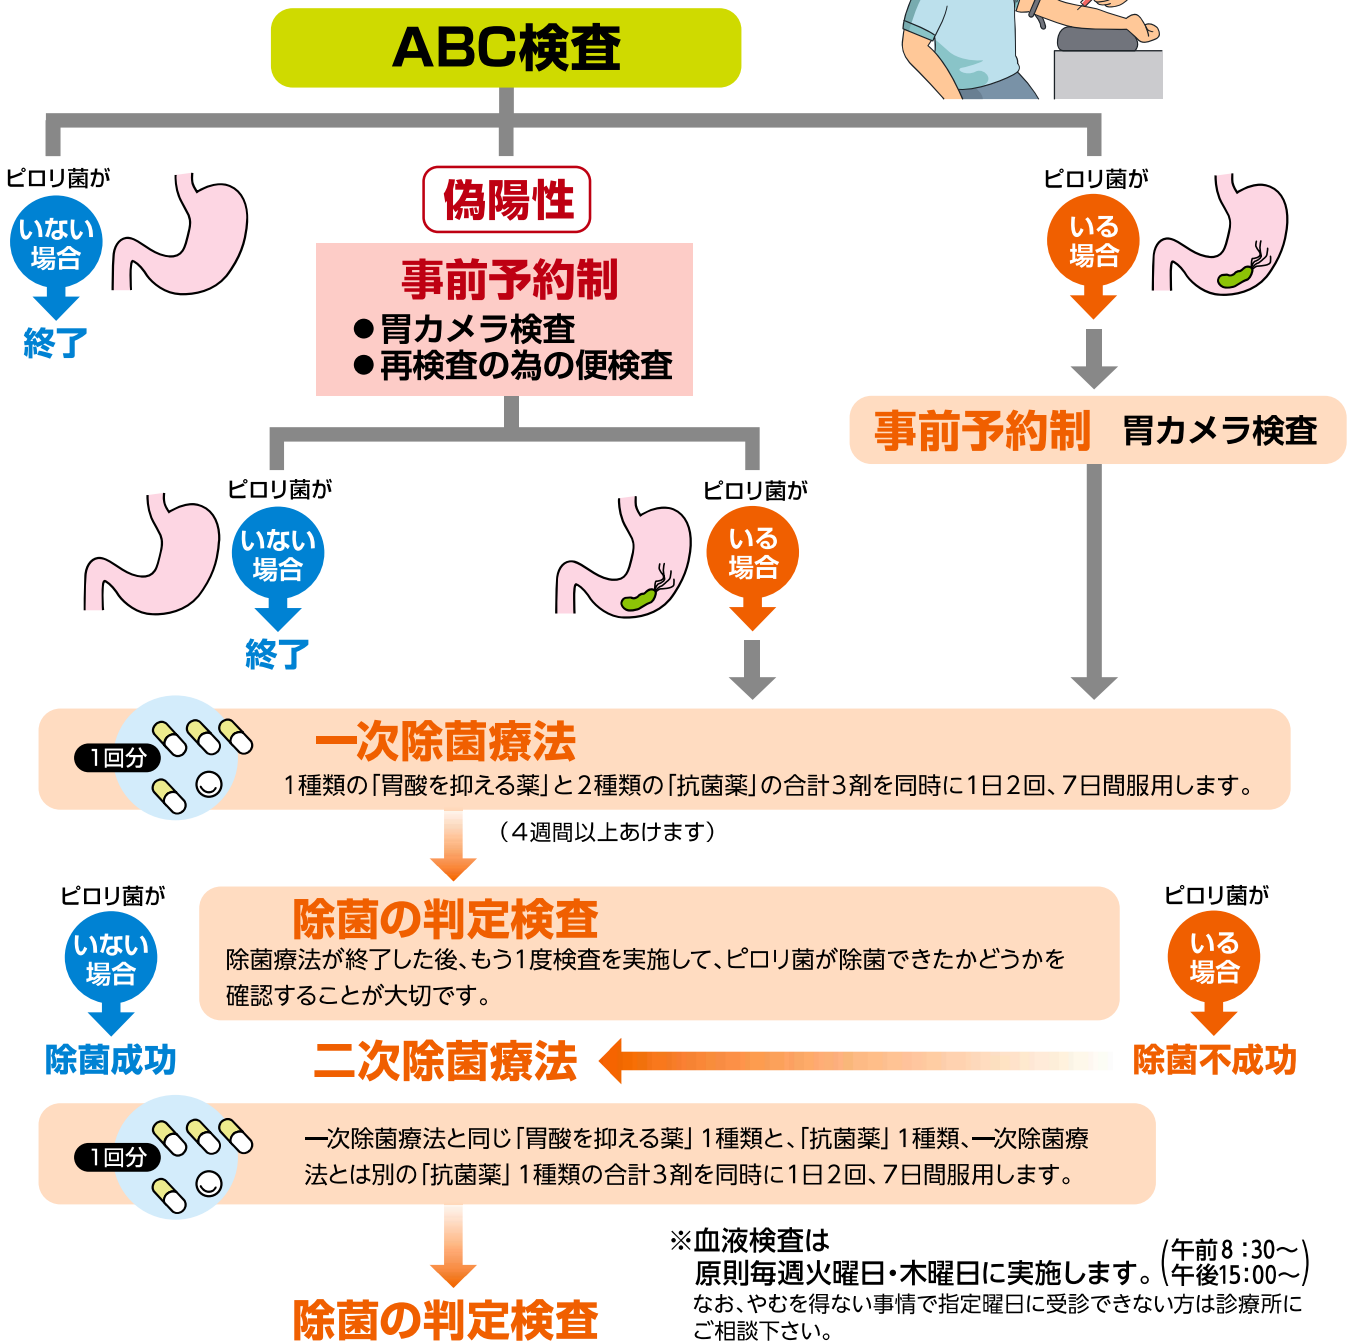 ABC検査
ピロリ菌が
いない
場合
終了
偽陽性
事前予約制
●胃カメラ検査
●再検査の為の便検査
ピロリ菌が
いる
場合
事前予約制 胃カメラ検査
ピロリ菌が
いない
場合
終了
ピロリ菌が
いる
場合
1回分
一次除菌療法
1種類の「胃酸を抑える薬」と2種類の「抗菌薬」の合計3剤を同時に1日2回、7日間服用します。
（4週間以上あけます）
ピロリ菌が
いない
場合
除菌成功
除菌の判定検査
除菌療法が終了した後、もう1度検査を実施して、ピロリ菌が除菌できたかどうかを
確認することが大切です。
ピロリ菌が
いる
場合
除菌不成功
二次除菌療法
1回分
一次除菌療法と同じ「胃酸を抑える薬」1種類と、「抗菌薬」1種類、一次除菌療
法とは別の「抗菌薬」1種類の合計3剤を同時に1日2回、7日間服用します。
除菌の判定検査
※血液検査は
原則毎週火曜日・木曜日に実施します。
(午前8:30～
午後15:00～)
なお、やむを得ない事情で指定曜日に受診できない方は診療所に
ご相談下さい。